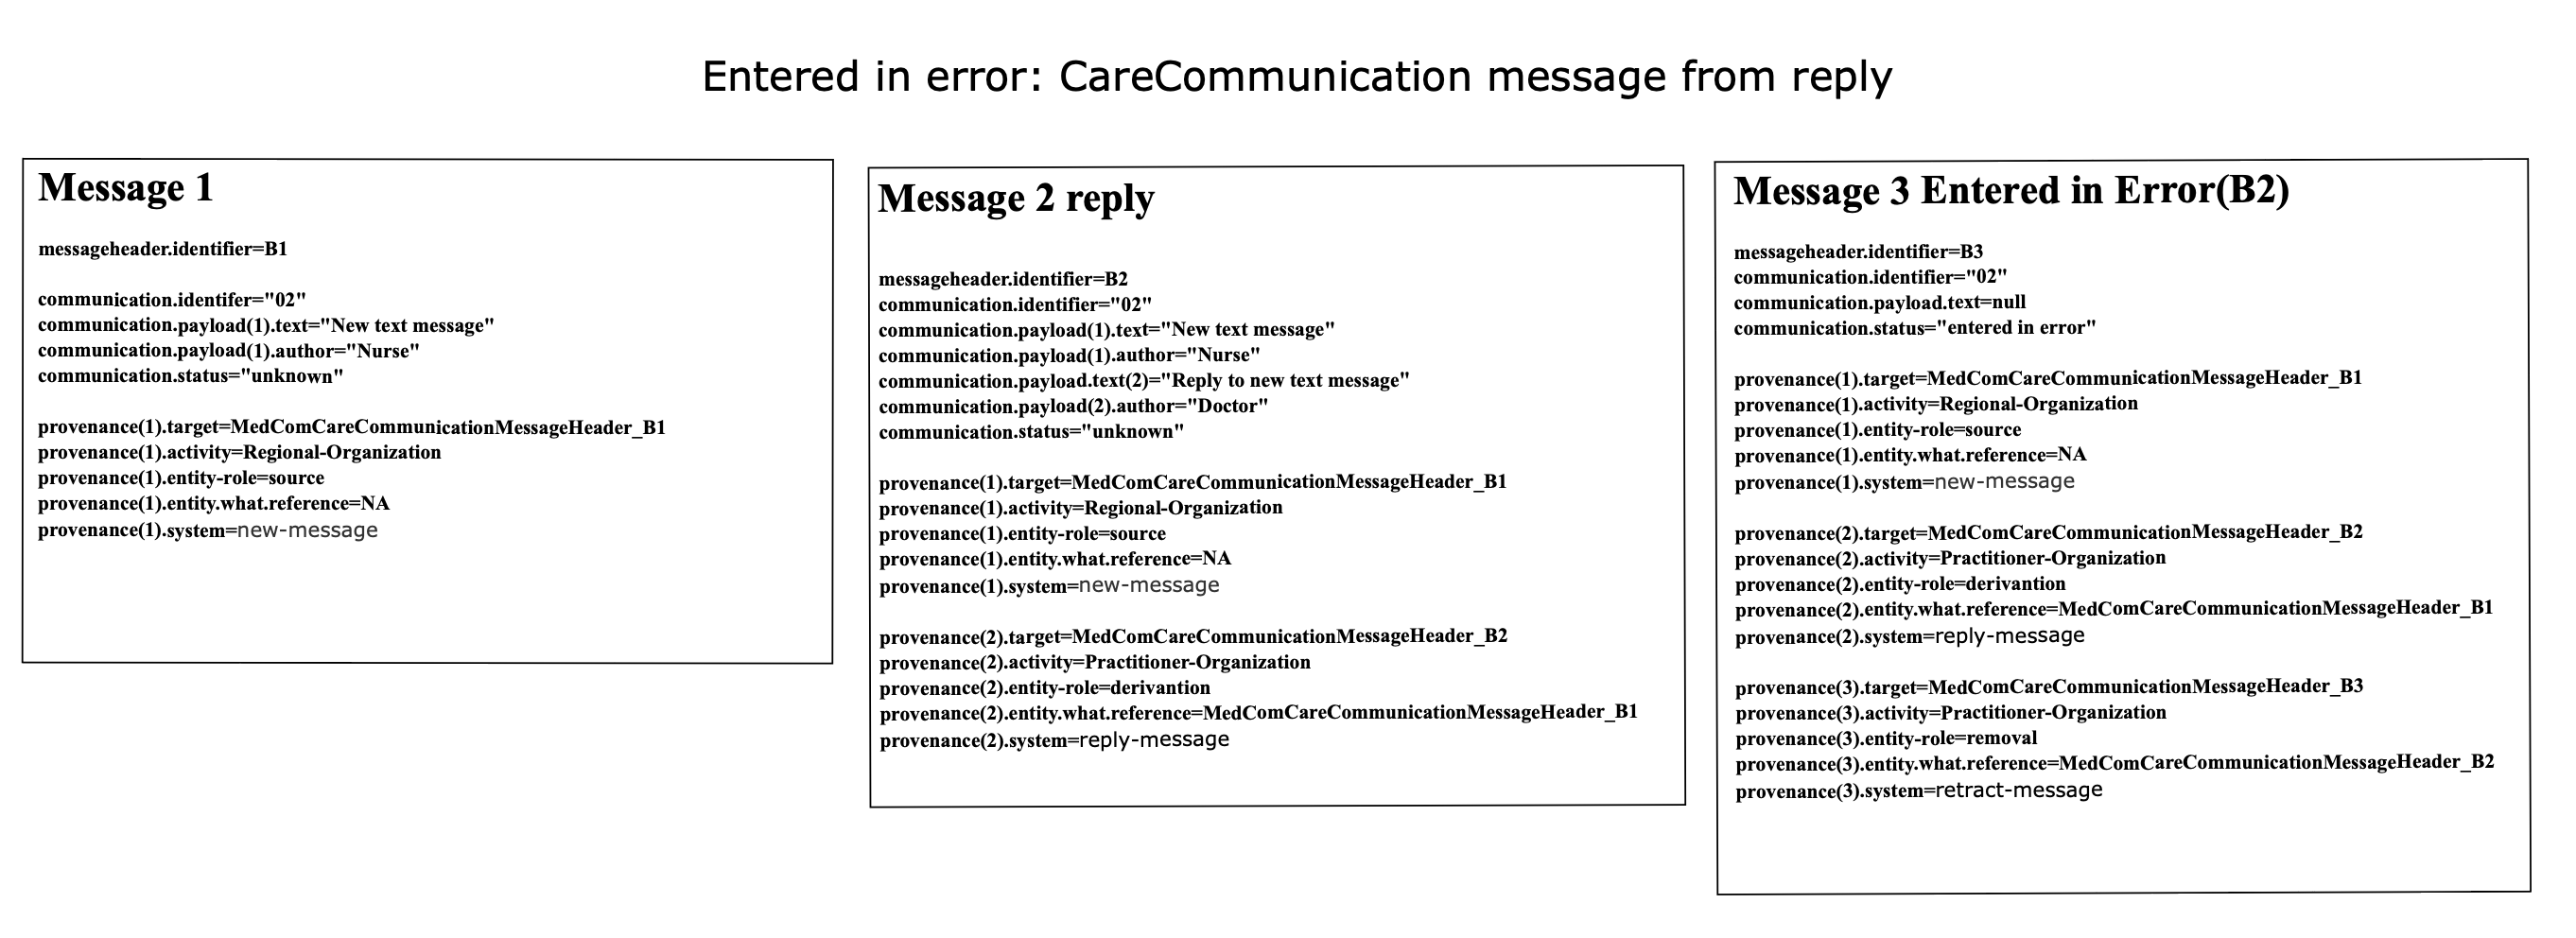 Entered in error: CareCommunication message from reply
Message 1
messageheader.identifier=B1
communication.identifer="02"
communication.payload(1).text="New text message"
communication.payload(1).author="Nurse"
communication.status="unknown"
provenance(1).target=MedComCareCommunicationMessageHeader_B1
provenance(1).activity=Regional-Organization
provenance(1).entity-role=source
provenance(1).entity.what.reference=NA
provenance(1).system=new-message
Message 2 reply
messageheader.identifier=B2
communication.identifier="02"
communication.payload(1).text="New text message"
communication.payload(1).author="Nurse"
communication.payload.text(2)="Reply to new text message"
communication.payload(2).author="Doctor"
communication.status="unknown"
provenance(1).target=MedComCareCommunicationMessageHeader_B1
provenance(1).activity=Regional-Organization
provenance(1).entity-role=source
provenance(1).entity.what.reference=NA
provenance(1).system=new-message
provenance(2).target=MedComCareCommunicationMessageHeader_B2
provenance(2).activity=Practitioner-Organization
provenance(2).entity-role=derivantion
provenance(2).entity.what.reference=MedComCareCommunicationMessageHeader_B1
provenance(2).system=reply-message
Message 3 Entered in Error(B2)
messageheader.identifier=B3
communication.identifier="02"
communication.payload.text=null
communication.status="entered in error"
provenance(1).target=MedComCareCommunicationMessageHeader_B1
provenance(1).activity=Regional-Organization
provenance(1).entity-role=source
provenance(1).entity.what.reference=NA
provenance(1).system=new-message
provenance(2).target=MedComCareCommunicationMessageHeader_B2
provenance(2).activity=Practitioner-Organization
provenance(2).entity-role=derivantion
provenance(2).entity.what.reference=MedComCareCommunicationMessageHeader_B1
provenance(2).system=reply-message
provenance(3).target=MedComCareCommunicationMessageHeader_B3
provenance(3).activity=Practitioner-Organization
provenance(3).entity-role=removal
provenance(3).entity.what.reference=MedComCareCommunicationMessageHeader_B2
provenance(3).system=retract-message